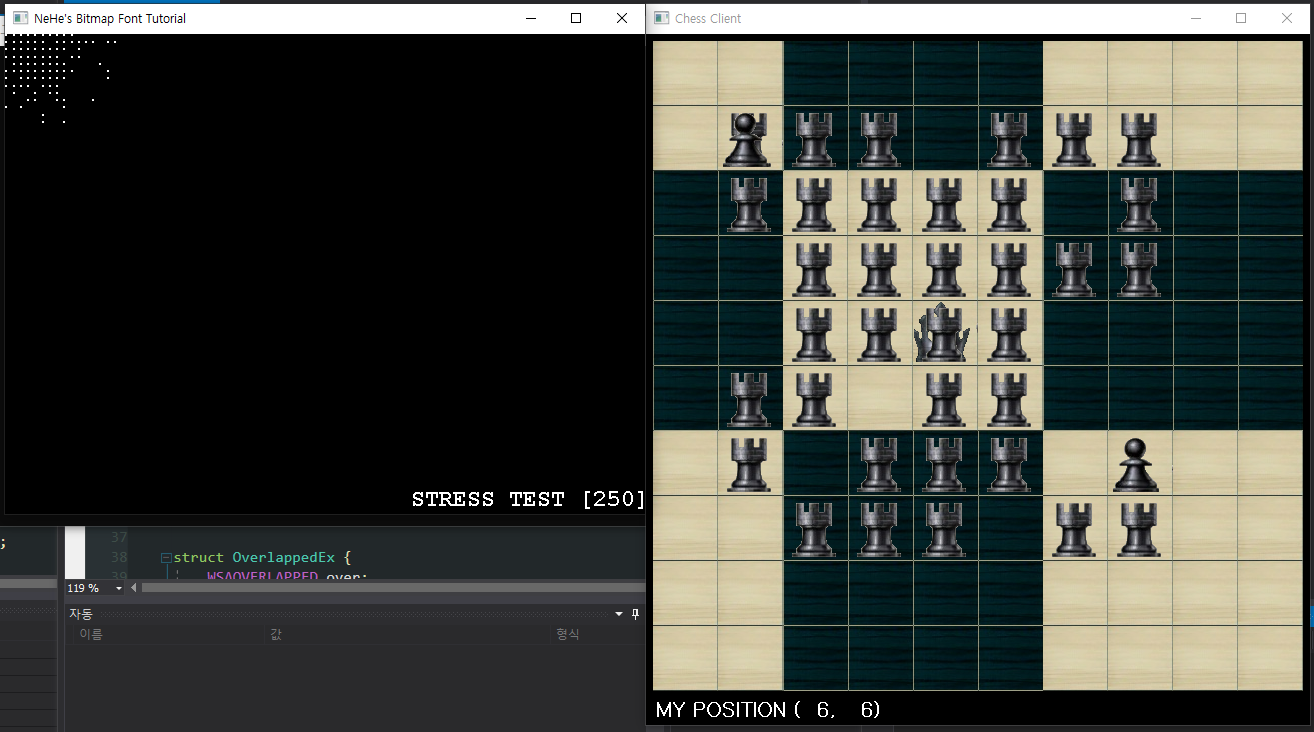 NeHe's Bitmap Font Tutorial
Chess Client
STRESS TEST [250]
;
37
38 struct OverlappedEx {
39 WSAOVERLAPPED over;
119 %
자동
이름 값 형식
MY POSITION ( 6, 6)